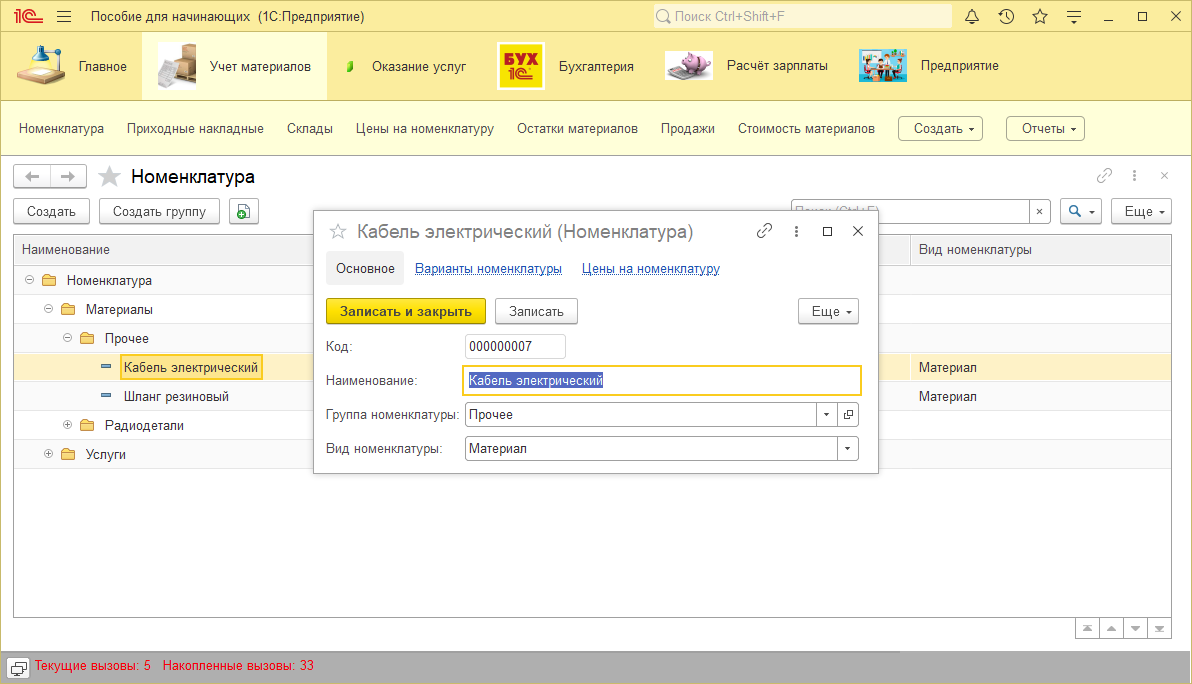 1С Пособие для начинающих (1С:Предприятие) Поиск Ctrl+Shift+F
Главное Учет материалов Оказание услуг БУХ 1С Бухгалтерия Расчёт зарплаты Предприятие
Номенклатура Приходные накладные Склады Цены на номенклатуру Остатки материалов Продажи Стоимость материалов Создать Отчеты
Номенклатура
Создать Создать группу Поиск (Ctrl+F) Еще
Наименование Вид номенклатуры
Номенклатура
Материалы
Прочее
Кабель электрический Материал
Шланг резиновый Материал
Радиодетали
Услуги
Кабель электрический (Номенклатура)
Основное Варианты номенклатуры Цены на номенклатуру
Записать и закрыть Записать Еще
Код: 000000007
Наименование: Кабель электрический
Группа номенклатуры: Прочее
Вид номенклатуры: Материал
Текущие вызовы: 5 Накопленные вызовы: 33